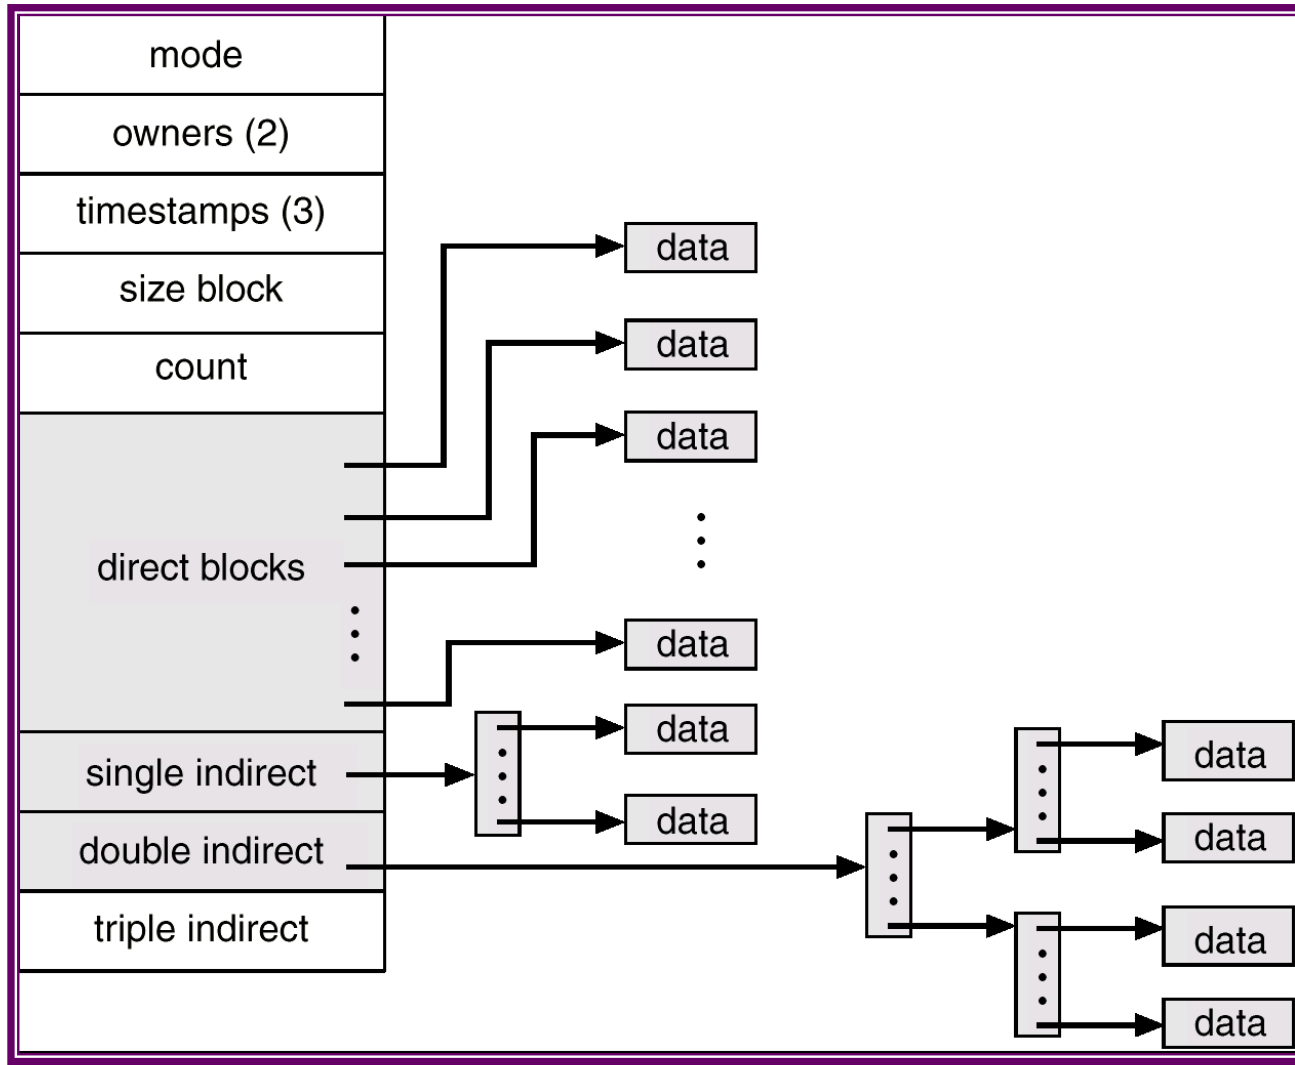 mode
owners (2)
timestamps (3)
size block
count
direct blocks
single indirect
double indirect
triple indirect
data
data
data
data
data
data
data
data
data
data